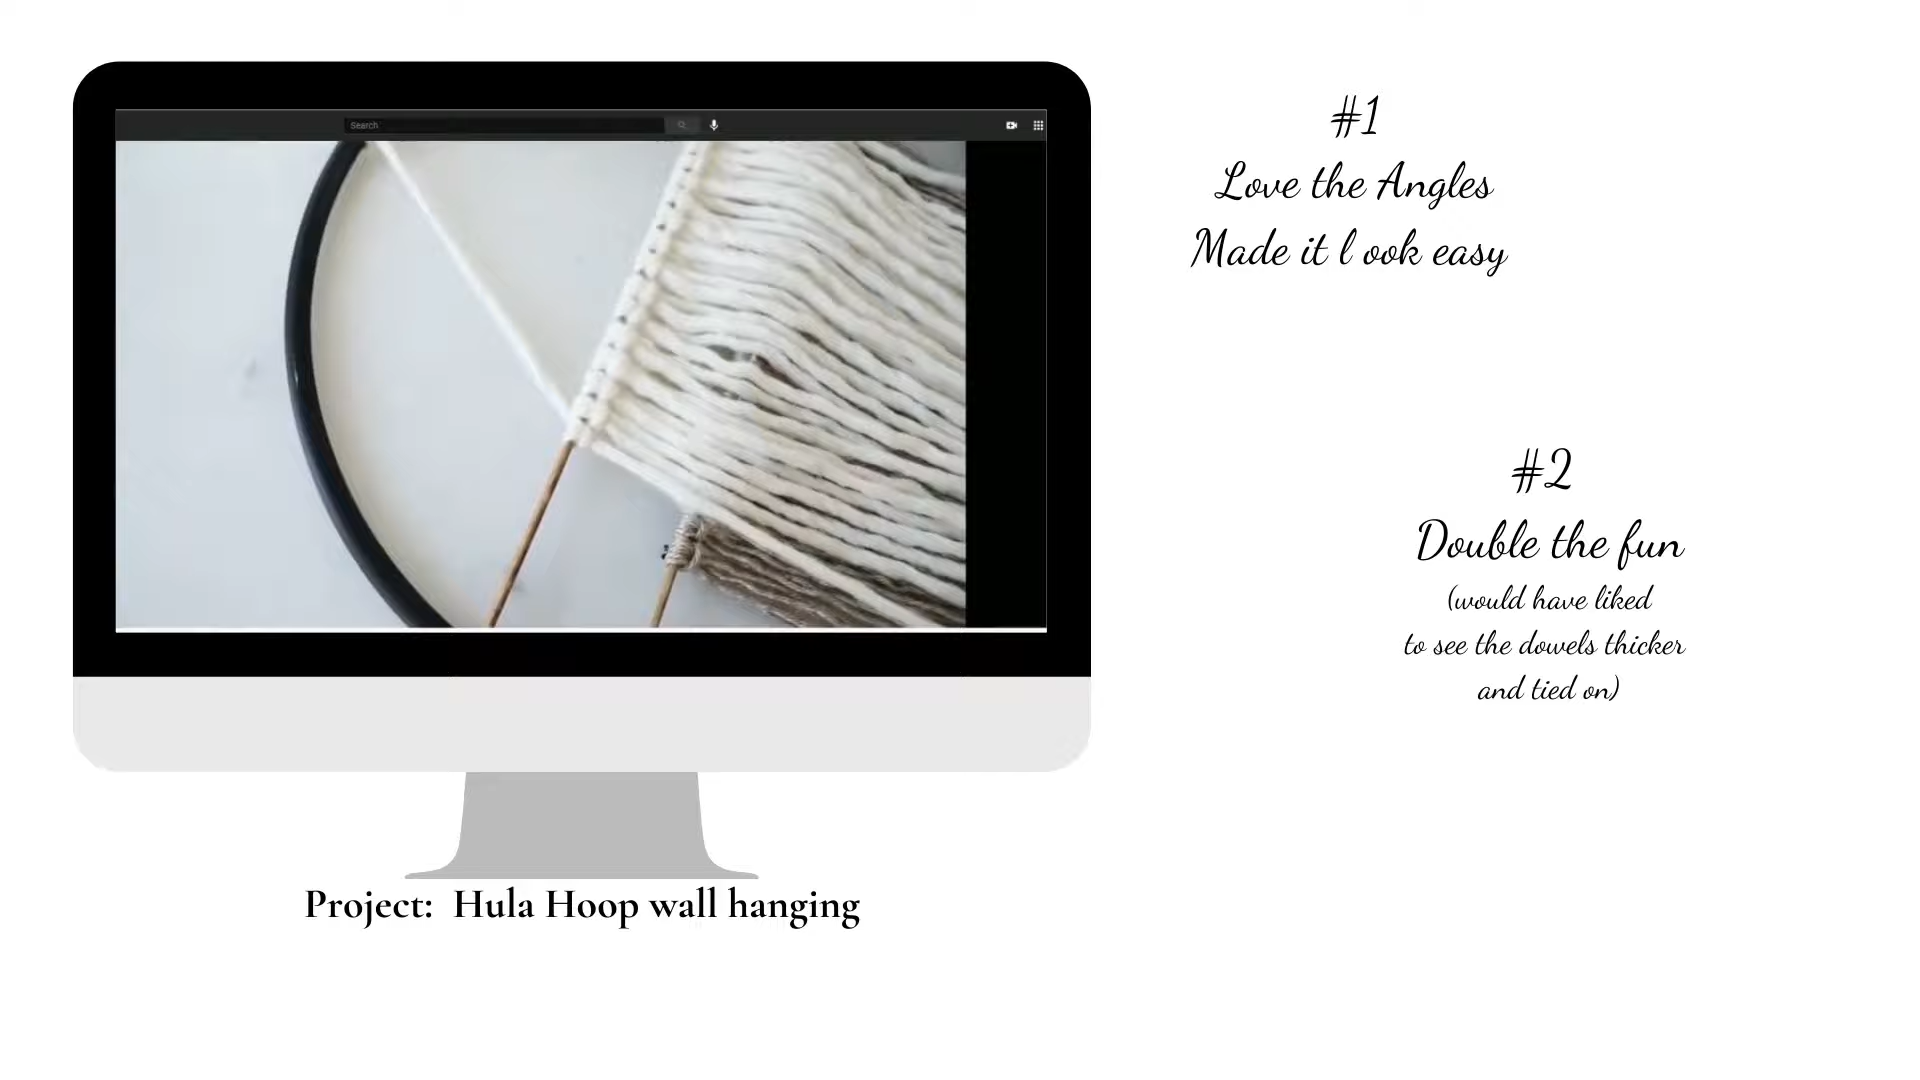 Search
#1
Love the Angles
Made it l ook easy
#2
Double the fun
(would have liked
to see the dowels thicker
and tied on)
Project: Hula Hoop wall hanging